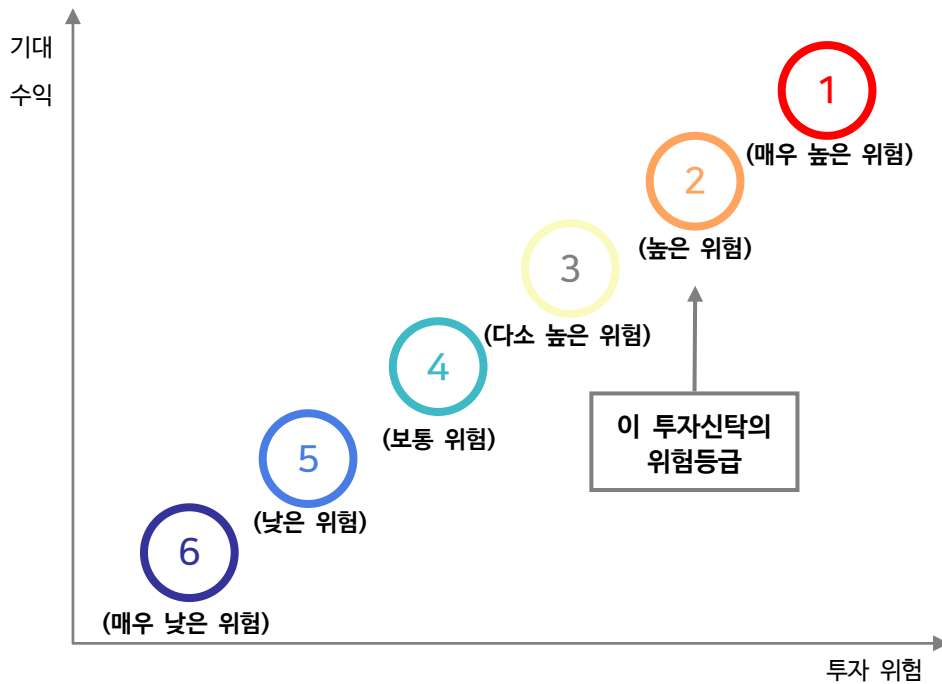 기대
수익
1
(매우 높은 위험)
2
(높은 위험)
3
(다소 높은 위험)
4
(보통 위험)
이 투자신탁의
위험등급
5
(낮은 위험)
6
(매우 낮은 위험)
투자 위험